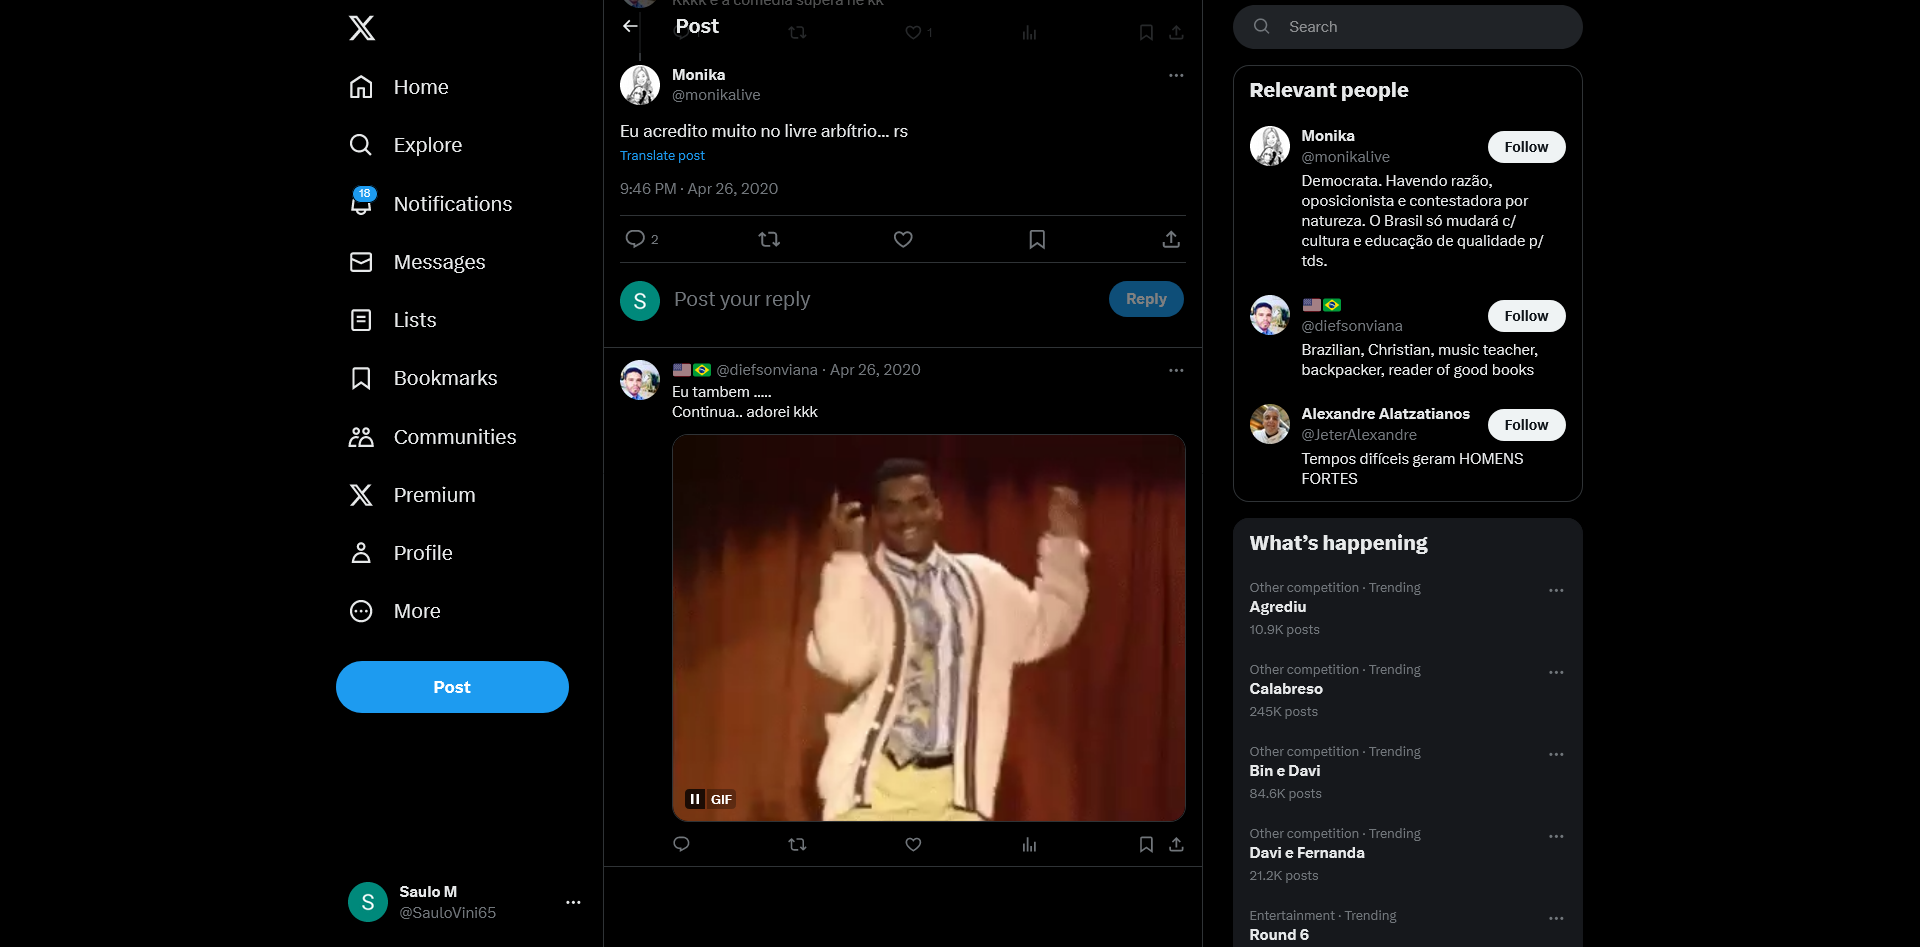 Kkkk e a comédia supera né kk
1
Post
Home
Explore
18
Notifications
Messages
Lists
Bookmarks
Communities
Premium
Profile
More
Post
Saulo M
@SauloVini65
Monika
@monikalive
Eu acredito muito no livre arbítrio... rs
Translate post
9:46 PM · Apr 26, 2020
2
S
Post your reply
Reply
@diefsonviana · Apr 26, 2020
Eu tambem .....
Continua.. adorei kkk
GIF
S
Search
Relevant people
Monika
@monikalive
Follow
Democrata. Havendo razão,
oposicionista e contestadora por
natureza. O Brasil só mudará c/
cultura e educação de qualidade p/
tds.
@diefsonviana
Follow
Brazilian, Christian, music teacher,
backpacker, reader of good books
Alexandre Alatzatianos
@JeterAlexandre
Follow
Tempos difíceis geram HOMENS
FORTES
What's happening
Other competition · Trending
Agrediu
10.9K posts
Other competition · Trending
Calabreso
245K posts
Other competition · Trending
Bin e Davi
84.6K posts
Other competition · Trending
Davi e Fernanda
21.2K posts
Entertainment · Trending
Round 6